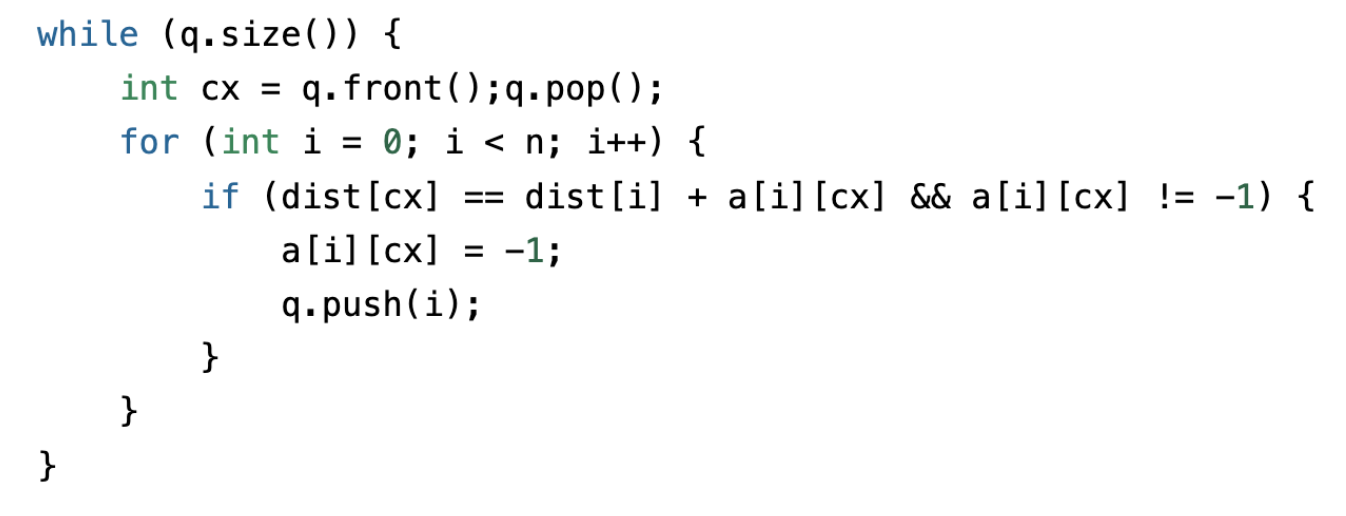 while (q.size()) {
    int cx = q.front();q.pop();
    for (int i = 0; i < n; i++) {
        if (dist[cx] == dist[i] + a[i][cx] && a[i][cx] != -1) {
            a[i][cx] = -1;
            q.push(i);
        }
    }
}